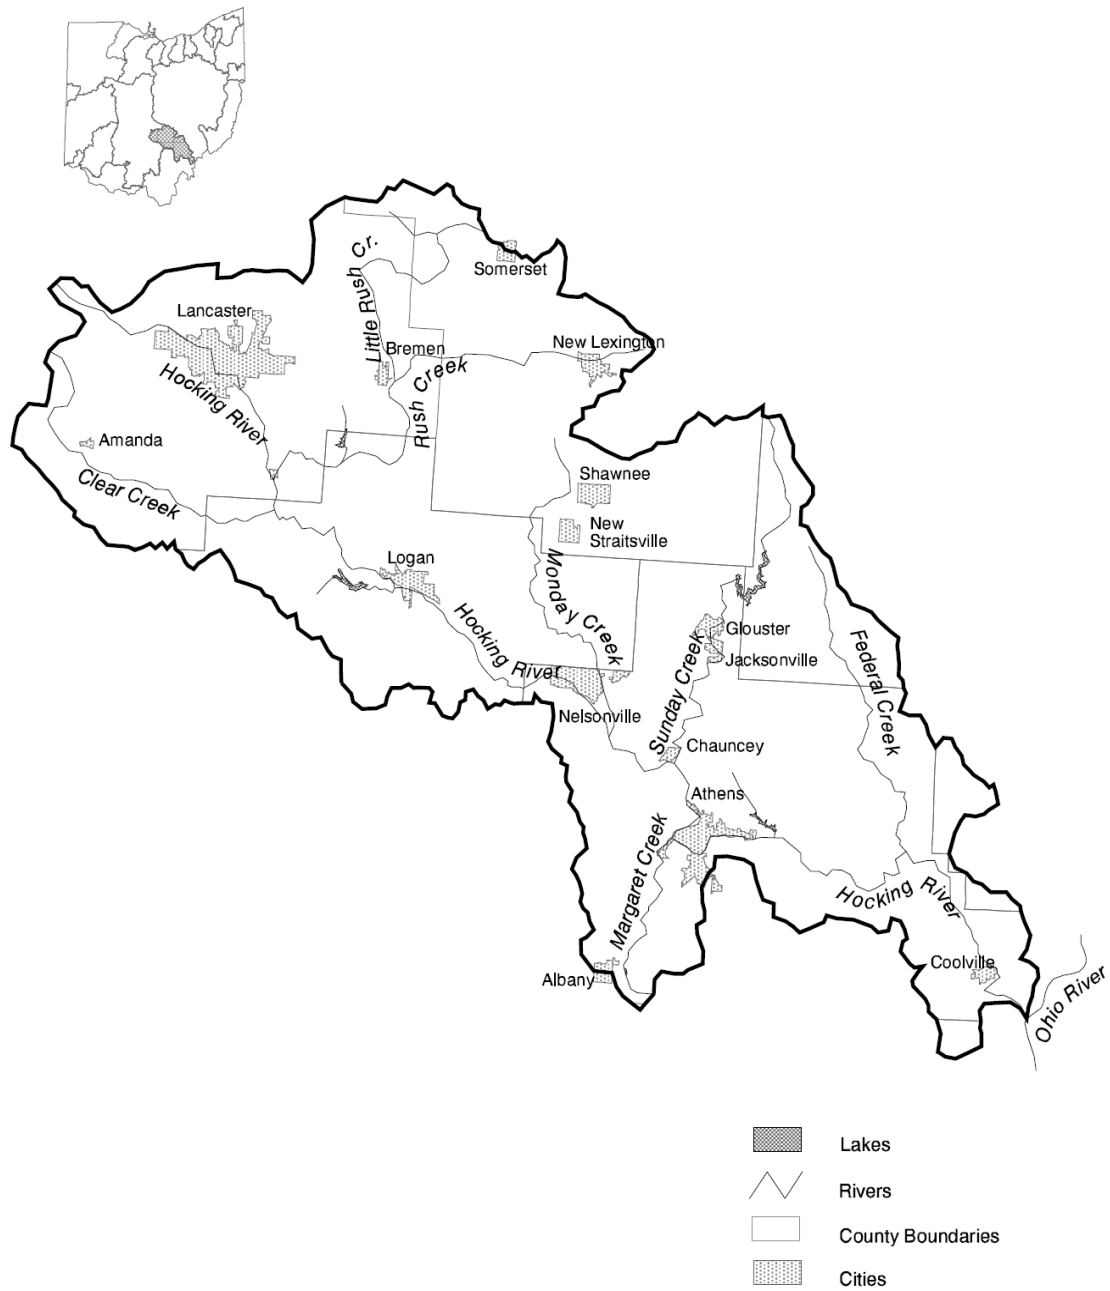 Little Rush Cr.
Somerset
Lancaster
Bremen
New Lexington
Rush Creek
Hocking River
Amanda
Clear Creek
Shawnee
New
Straitsville
Logan
Monday Creek
Hocking River
Glouster
Jacksonville
Federal Creek
Sunday Creek
Nelsonville
Chauncey
Athens
Margaret Creek
Hocking River
Coolville
Albany
Ohio River
Lakes
Rivers
County Boundaries
Cities